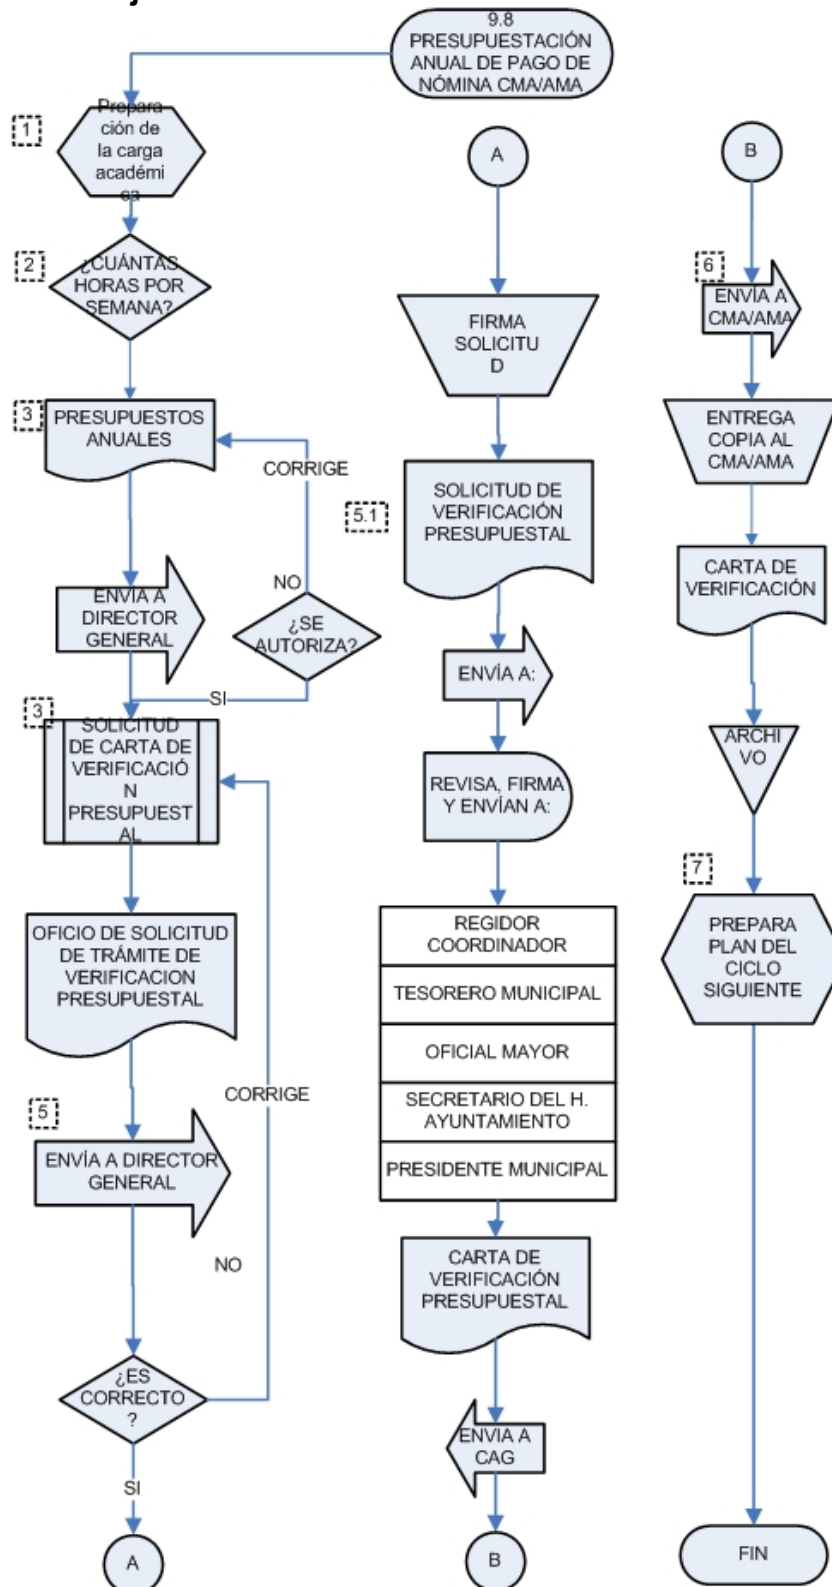 9.8
PRESUPUESTACIÓN
ANUAL DE PAGO DE
NÓMINA CMA/AMA
1
Prepara
ción de
la carga
académi
ca
2
¿CUÁNTAS
HORAS POR
SEMANA?
3
PRESUPUESTOS
ANUALES
CORRIGE
ENVÍA A
DIRECTOR
GENERAL
NO
¿SE
AUTORIZA?
SI
3
SOLICITUD
DE CARTA DE
VERIFICACIÓ
N
PRESUPUEST
AL
OFICIO DE SOLICITUD
DE TRÁMITE DE
VERIFICACION
PRESUPUESTAL
CORRIGE
5
ENVÍA A DIRECTOR
GENERAL
NO
¿ES
CORRECTO
?
SI
A
A
FIRMA
SOLICITU
D
5.1
SOLICITUD DE
VERIFICACIÓN
PRESUPUESTAL
ENVÍA A:
REVISA, FIRMA
Y ENVÍAN A:
REGIDOR
COORDINADOR
TESORERO MUNICIPAL
OFICIAL MAYOR
SECRETARIO DEL H.
AYUNTAMIENTO
PRESIDENTE MUNICIPAL
CARTA DE
VERIFICACIÓN
PRESUPUESTAL
ENVIA A
CAG
B
B
6
ENVÍA A
CMA/AMA
ENTREGA
COPIA AL
CMA/AMA
CARTA DE
VERIFICACIÓN
ARCHI
VO
7
PREPARA
PLAN DEL
CICLO
SIGUIENTE
FIN